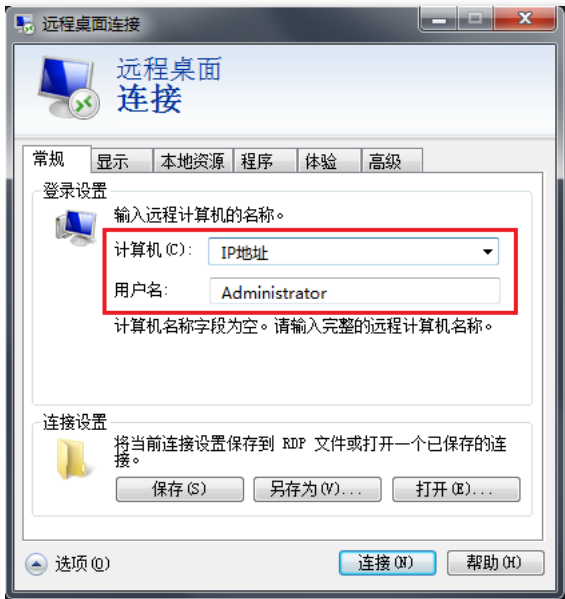 远程桌面连接
远程桌面
连接
常规 显示 本地资源 程序 体验 高级
登录设置
输入远程计算机的名称。
计算机(C): IP地址
用户名: Administrator
计算机名称字段为空。请输入完整的远程计算机名称。
连接设置
将当前连接设置保存到 RDP 文件或打开一个已保存的连
接。
保存(S) 另存为(V)... 打开(E)...
选项(O) 连接(N) 帮助(H)